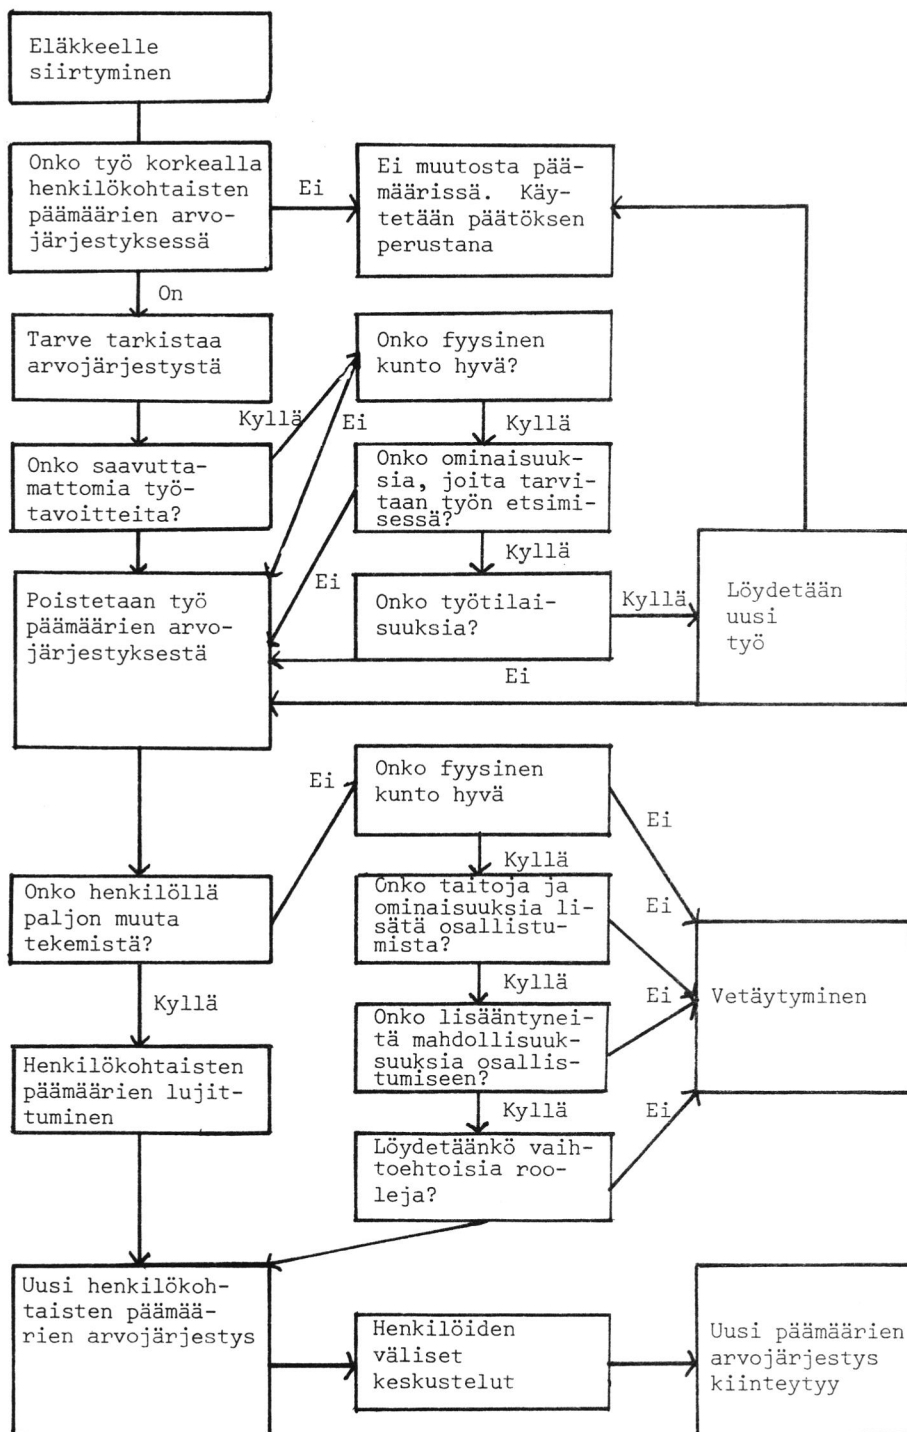 Eläkkeelle
siirtyminen
Onko työ korkealla
henkilökohtaisten
päämäärien arvo-
järjestyksessä
Ei
Ei muutosta pää-
määrissä. Käy-
tetään päätöksen
perustana
On
Tarve tarkistaa
arvojärjestystä
Onko fyysinen
kunto hyvä?
Kyllä
Ei
Kyllä
Onko saavutta-
mattomia työ-
tavoitteita?
Onko ominaisuuk-
sia, joita tarvi-
taan työn etsimi-
sessä?
Kyllä
Ei
Poistetaan työ
päämäärien arvo-
järjestyksestä
Onko työtilai-
suuksia?
Kyllä
Löydetään
uusi
työ
Ei
Onko fyysinen
kunto hyvä
Ei
Ei
Kyllä
Onko henkilöllä
paljon muuta
tekemistä?
Onko taitoja ja
ominaisuuksia li-
sätä osallistu-
mista?
Ei
Kyllä
Kyllä
Ei
Vetäytyminen
Onko lisääntynei-
tä mahdollisuuk-
suuksia osallis-
tumiseen?
Henkilökohtaisten
päämäärien lujit-
tuminen
Kyllä
Ei
Löydetäänkö vaih-
toehtoisia roo-
leja?
Uusi henkilökoh-
taisten päämää-
rien arvojärjestys
Henkilöiden
väliset
keskustelut
Uusi päämäärien
arvojärjestys
kiinteytyy